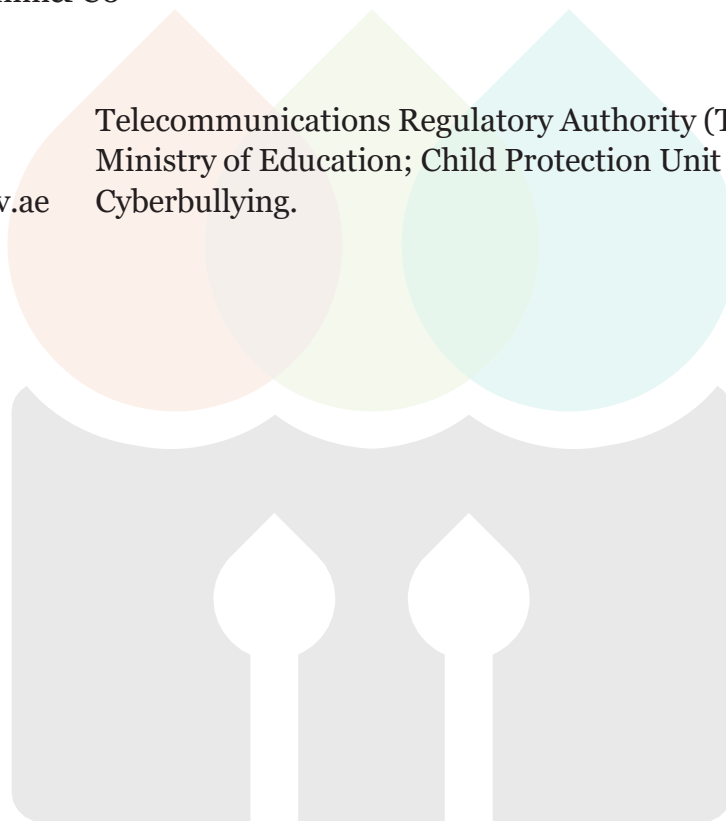 Telecommunications Regulatory Authority (T
Ministry of Education; Child Protection Unit
v.ae Cyberbullying.